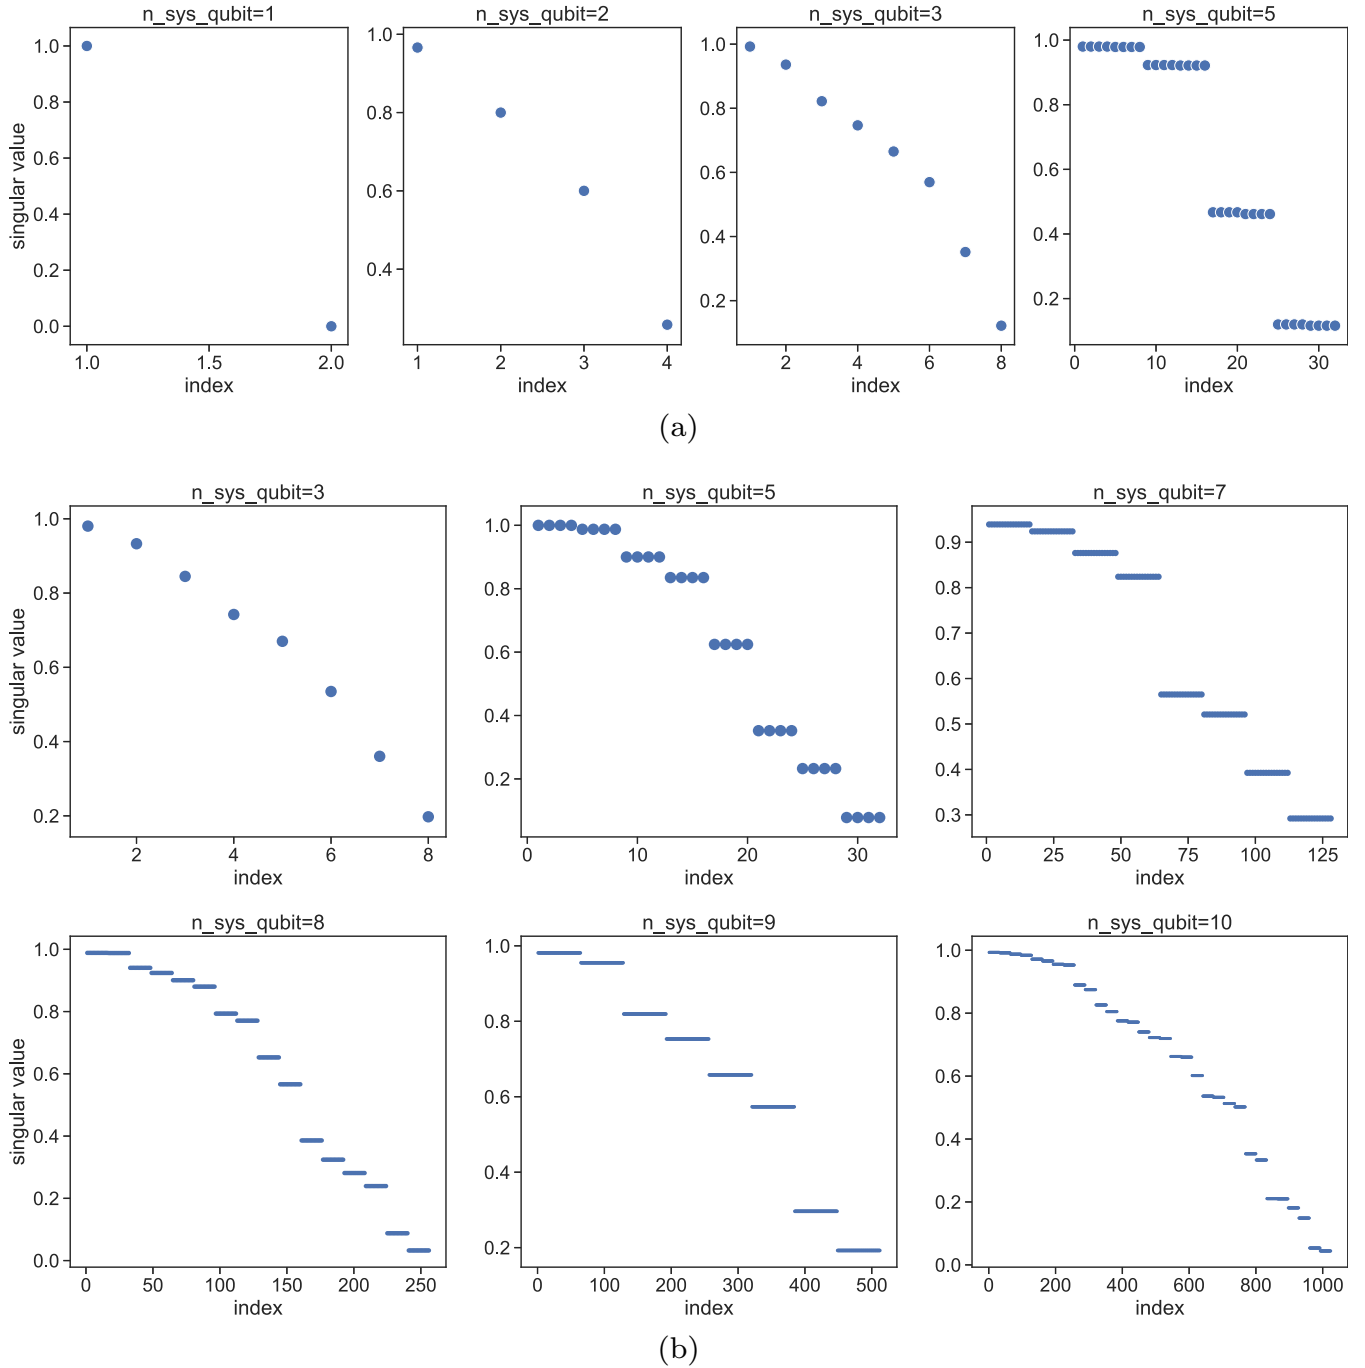 n_sys_qubit=1 n_sys_qubit=2 n_sys_qubit=3 n_sys_qubit=5
singular value
1.0
0.8
0.6
0.4
0.2
0.0
1.0 1.5 2.0
index
1.0
0.8
0.6
0.4
1 2 3 4
index
1.0
0.8
0.6
0.4
0.2
2 4 6 8
index
1.0
0.8
0.6
0.4
0.2
0 10 20 30
index
(a)
n_sys_qubit=3 n_sys_qubit=5 n_sys_qubit=7
singular value
1.0
0.8
0.6
0.4
0.2
2 4 6 8
index
1.0
0.8
0.6
0.4
0.2
0 10 20 30
index
0.9
0.8
0.7
0.6
0.5
0.4
0.3
0 25 50 75 100 125
index
n_sys_qubit=8 n_sys_qubit=9 n_sys_qubit=10
singular value
1.0
0.8
0.6
0.4
0.2
0.0
0 50 100 150 200 250
index
1.0
0.8
0.6
0.4
0.2
0 100 200 300 400 500
index
1.0
0.8
0.6
0.4
0.2
0.0
0 200 400 600 800 1000
index
(b)